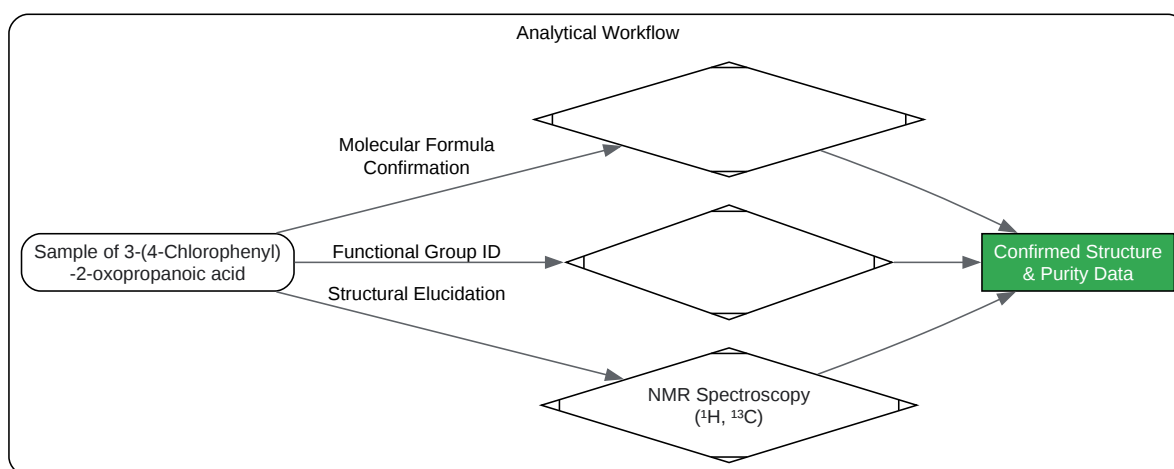 Analytical Workflow
Molecular Formula
Confirmation
Sample of 3-(4-Chlorophenyl)
-2-oxopropanoic acid
Functional Group ID
Structural Elucidation
NMR Spectroscopy
(¹H, ¹³C)
Confirmed Structure
& Purity Data